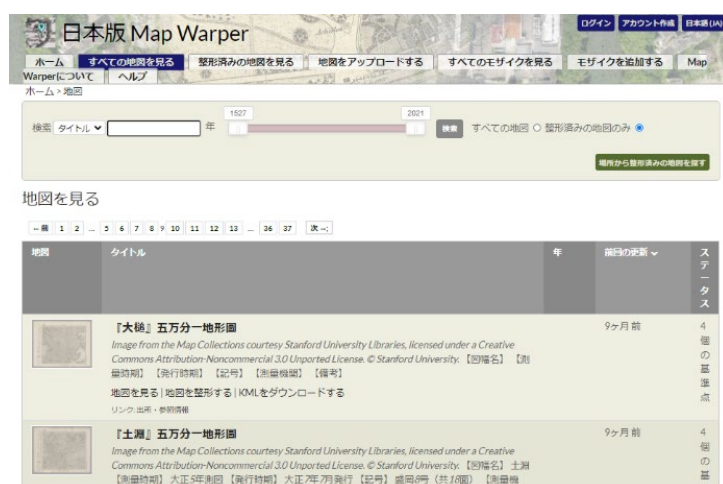 日本版 Map Warper
ログイン アカウント作成 日本語 (JA)
ホーム すべての地図を見る 整形済みの地図を見る 地図をアップロードする すべてのモザイクを見る モザイクを追加する Map
Warperについて ヘルプ
ホーム > 地図
1527 2021
検索 タイトル 年 検索 すべての地図 整形済みの地図のみ
場所から整形済みの地図を探す
地図を見る
←前 1 2 … 5 6 7 8 9 10 11 12 13 … 36 37 次→;
地図 タイトル 年 前回の更新 ステータス
『大槌』五万分一地形圖 9ヶ月前 4個の基準点
Image from the Map Collections courtesy Stanford University Libraries, licensed under a Creative
Commons Attribution-Noncommercial 3.0 Unported License. © Stanford University. 【図幅名】 【測
量時期】 【発行時期】 【記号】 【測量機関】 【備考】
地図を見る | 地図を整形する | KMLをダウンロードする
リンク: 出所・参照情報
『土淵』五万分一地形圖 9ヶ月前 4個の基
Image from the Map Collections courtesy Stanford University Libraries, licensed under a Creative
Commons Attribution-Noncommercial 3.0 Unported License. © Stanford University. 【図幅名】 土淵
【測量時期】 大正5年測図 【発行時期】 大正7年7月発行 【記号】 盛岡8号（共18面） 【測量機